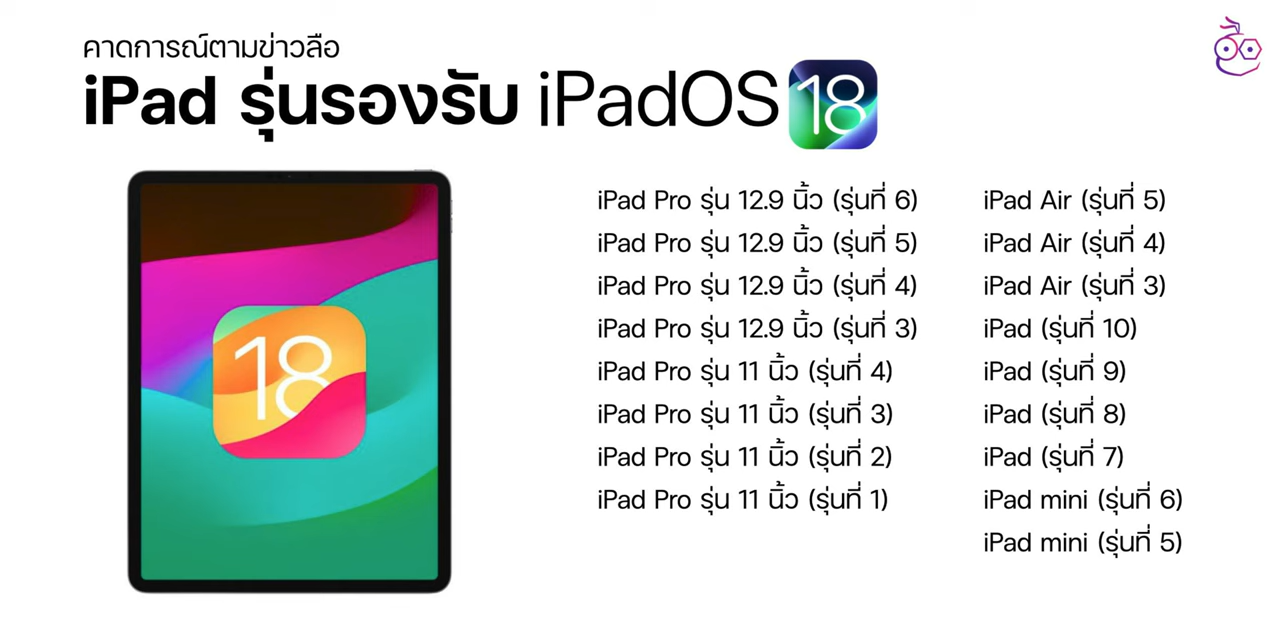 คาดการณ์ตามข่าวลือ
iPad รุ่นรองรับ iPadOS 18
18
iPad Pro รุ่น 12.9 นิ้ว (รุ่นที่ 6)
iPad Pro รุ่น 12.9 นิ้ว (รุ่นที่ 5)
iPad Pro รุ่น 12.9 นิ้ว (รุ่นที่ 4)
iPad Pro รุ่น 12.9 นิ้ว (รุ่นที่ 3)
iPad Pro รุ่น 11 นิ้ว (รุ่นที่ 4)
iPad Pro รุ่น 11 นิ้ว (รุ่นที่ 3)
iPad Pro รุ่น 11 นิ้ว (รุ่นที่ 2)
iPad Pro รุ่น 11 นิ้ว (รุ่นที่ 1)
iPad Air (รุ่นที่ 5)
iPad Air (รุ่นที่ 4)
iPad Air (รุ่นที่ 3)
iPad (รุ่นที่ 10)
iPad (รุ่นที่ 9)
iPad (รุ่นที่ 8)
iPad (รุ่นที่ 7)
iPad mini (รุ่นที่ 6)
iPad mini (รุ่นที่ 5)